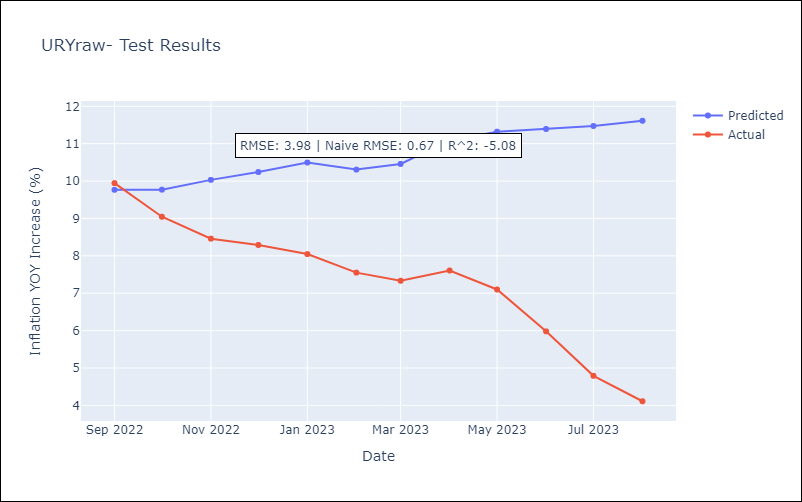 URYraw- Test Results
Predicted
Actual
RMSE: 3.98 | Naive RMSE: 0.67 | R^2: -5.08
Inflation YOY Increase (%)
12
11
10
9
8
7
6
5
4
Sep 2022
Nov 2022
Jan 2023
Mar 2023
May 2023
Jul 2023
Date